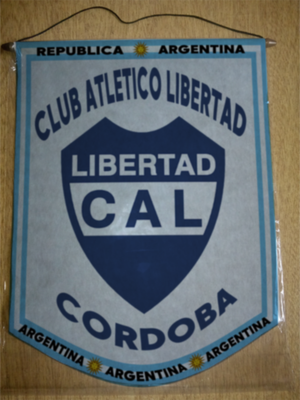 REPUBLICA ARGENTINA
CLUB ATLETICO LIBERTAD
LIBERTAD
CAL
CORDOBA
ARGENTINA ARGENTINA ARGENTINA